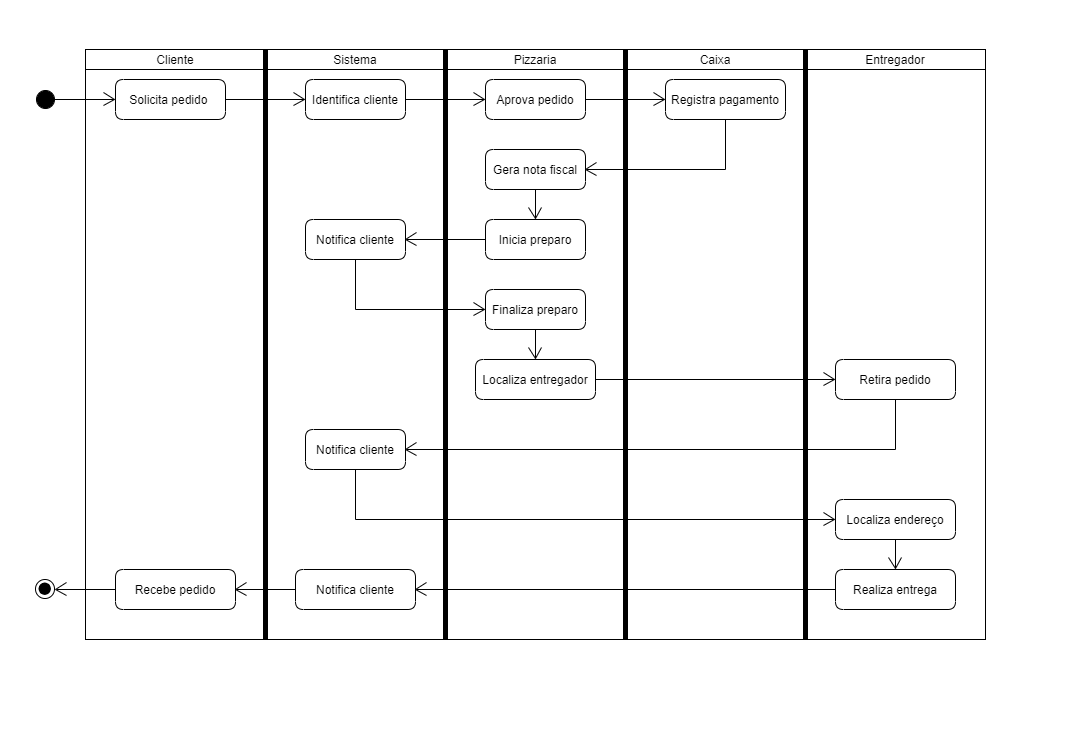 Cliente
Sistema
Pizzaria
Caixa
Entregador
Solicita pedido
Identifica cliente
Aprova pedido
Registra pagamento
Gera nota fiscal
Notifica cliente
Inicia preparo
Finaliza preparo
Localiza entregador
Retira pedido
Notifica cliente
Localiza endereço
Recebe pedido
Notifica cliente
Realiza entrega